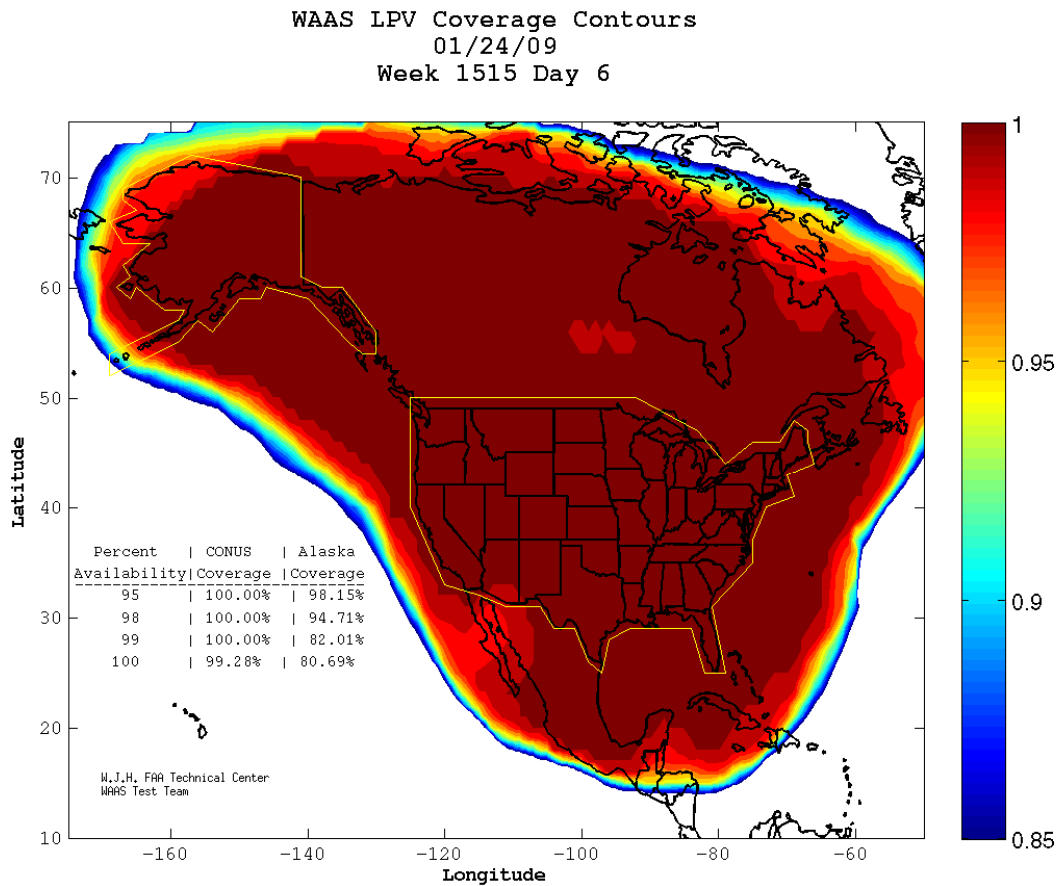 WAAS LPV Coverage Contours
01/24/09
Week 1515 Day 6
70
60
50
40
30
20
10
Latitude
-160
-140
-120
-100
-80
-60
Longitude
Percent | CONUS | Alaska
Availability|Coverage |Coverage
95 | 100.00% | 98.15%
98 | 100.00% | 94.71%
99 | 100.00% | 82.01%
100 | 99.28% | 80.69%
W.J.H. FAA Technical Center
WAAS Test Team
1
0.95
0.9
0.85